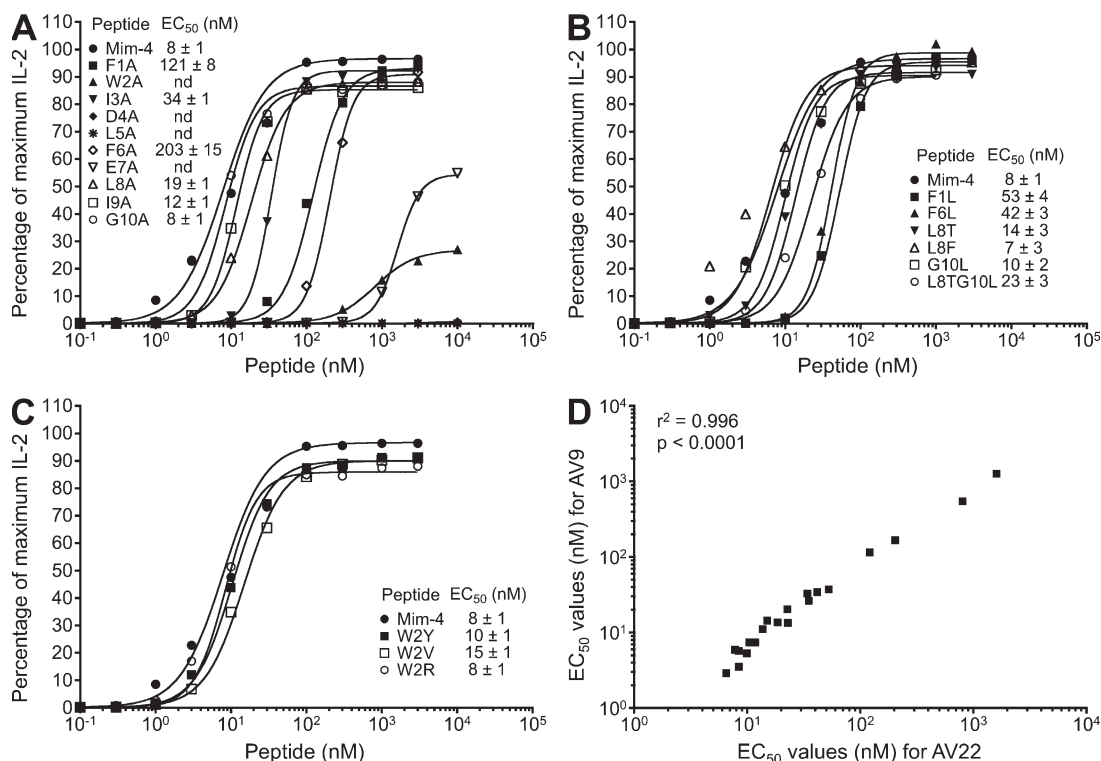 A
Percentage of maximum IL-2
110
100
90
80
70
60
50
40
30
20
10
0
Peptide EC50 (nM)
Mim-4 8 ± 1
F1A 121 ± 8
W2A nd
I3A 34 ± 1
D4A nd
L5A nd
F6A 203 ± 15
E7A nd
L8A 19 ± 1
I9A 12 ± 1
G10A 8 ± 1
10-1 100 101 102 103 104 105
Peptide (nM)
B
Percentage of maximum IL-2
110
100
90
80
70
60
50
40
30
20
10
0
Peptide EC50 (nM)
Mim-4 8 ± 1
F1L 53 ± 4
F6L 42 ± 3
L8T 14 ± 3
L8F 7 ± 3
G10L 10 ± 2
L8TG10L 23 ± 3
10-1 100 101 102 103 104 105
Peptide (nM)
C
Percentage of maximum IL-2
110
100
90
80
70
60
50
40
30
20
10
0
Peptide EC50 (nM)
Mim-4 8 ± 1
W2Y 10 ± 1
W2V 15 ± 1
W2R 8 ± 1
10-1 100 101 102 103 104 105
Peptide (nM)
D
EC50 values (nM) for AV9
104
103
102
101
100
r2 = 0.996
p < 0.0001
100 101 102 103 104
EC50 values (nM) for AV22